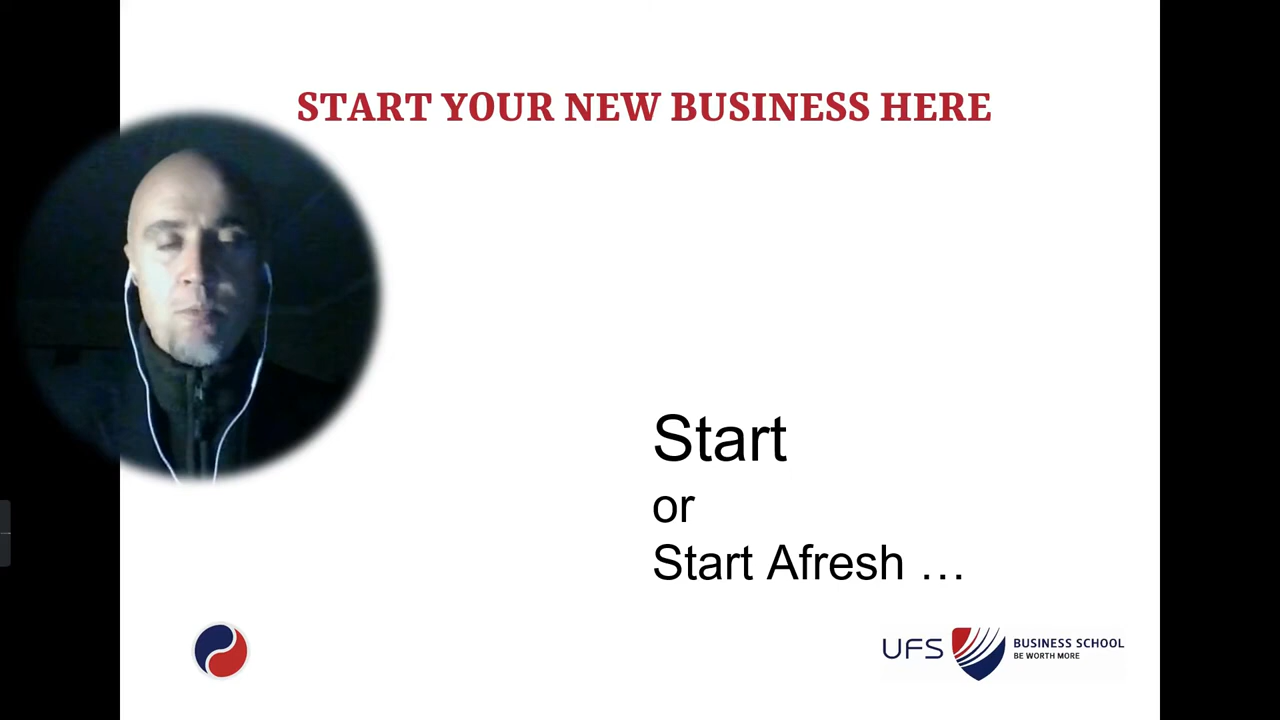 START YOUR NEW BUSINESS HERE
Start
or
Start Afresh …
UFS
BUSINESS SCHOOL
BE WORTH MORE